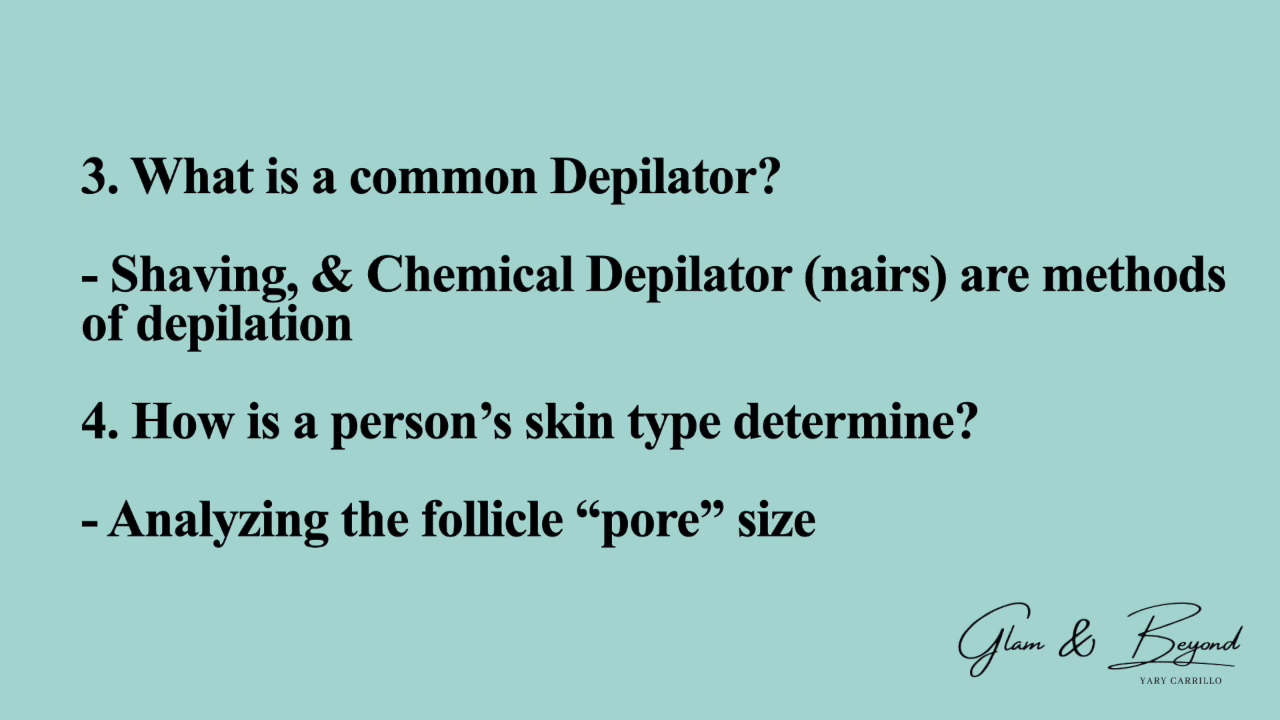 3. What is a common Depilator?
- Shaving, & Chemical Depilator (nairs) are methods
of depilation
4. How is a person’s skin type determine?
- Analyzing the follicle “pore” size
Glam & Beyond
YARY CARRILLO